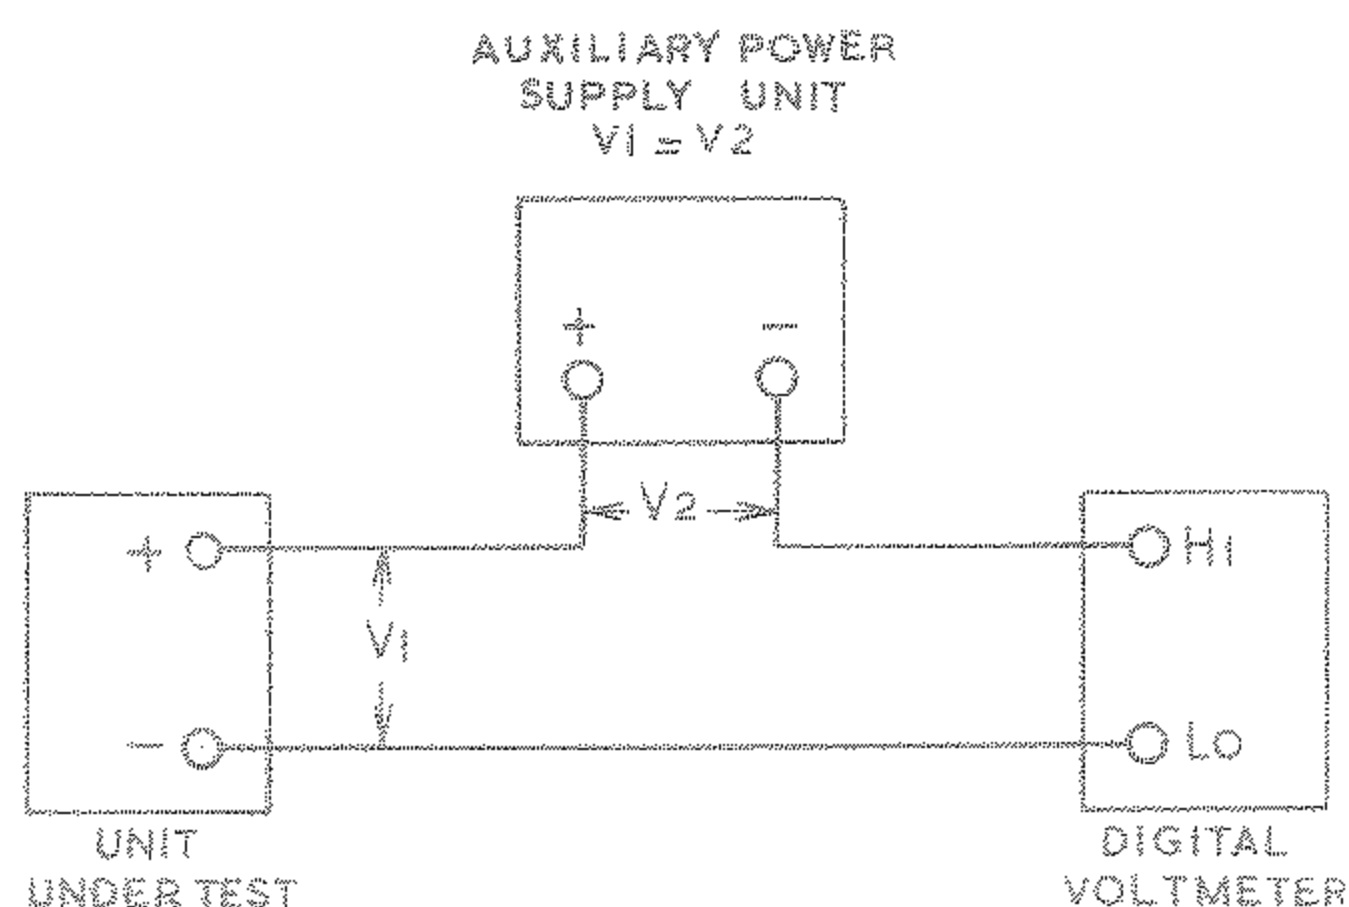 AUXILIARY POWER
SUPPLY UNIT
V1 = V2
+ −
V2
+
Hi
V1
−
Lo
UNIT
UNDER TEST
DIGITAL
VOLTMETER